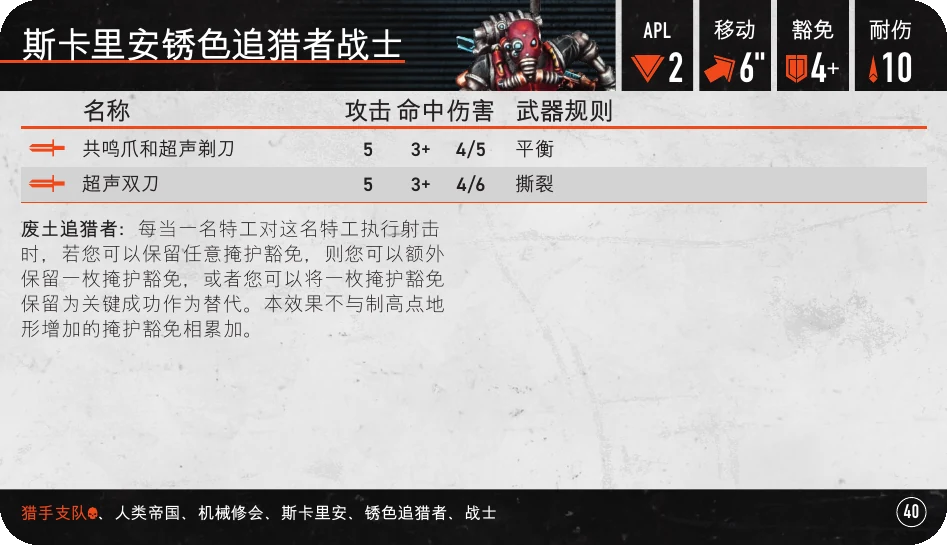 斯卡里安锈色追猎者战士
APL 移动 豁免 耐伤
2 6" 4+ 10
名称 攻击 命中 伤害 武器规则
共鸣爪和超声剃刀 5 3+ 4/5 平衡
超声双刀 5 3+ 4/6 撕裂
废土追猎者：每当一名特工对这名特工执行射击
时，若您可以保留任意掩护豁免，则您可以额外
保留一枚掩护豁免，或者您可以将一枚掩护豁免
保留为关键成功作为替代。本效果不与制高点地
形增加的掩护豁免相累加。
猎手支队、人类帝国、机械修会、斯卡里安、锈色追猎者、战士
40